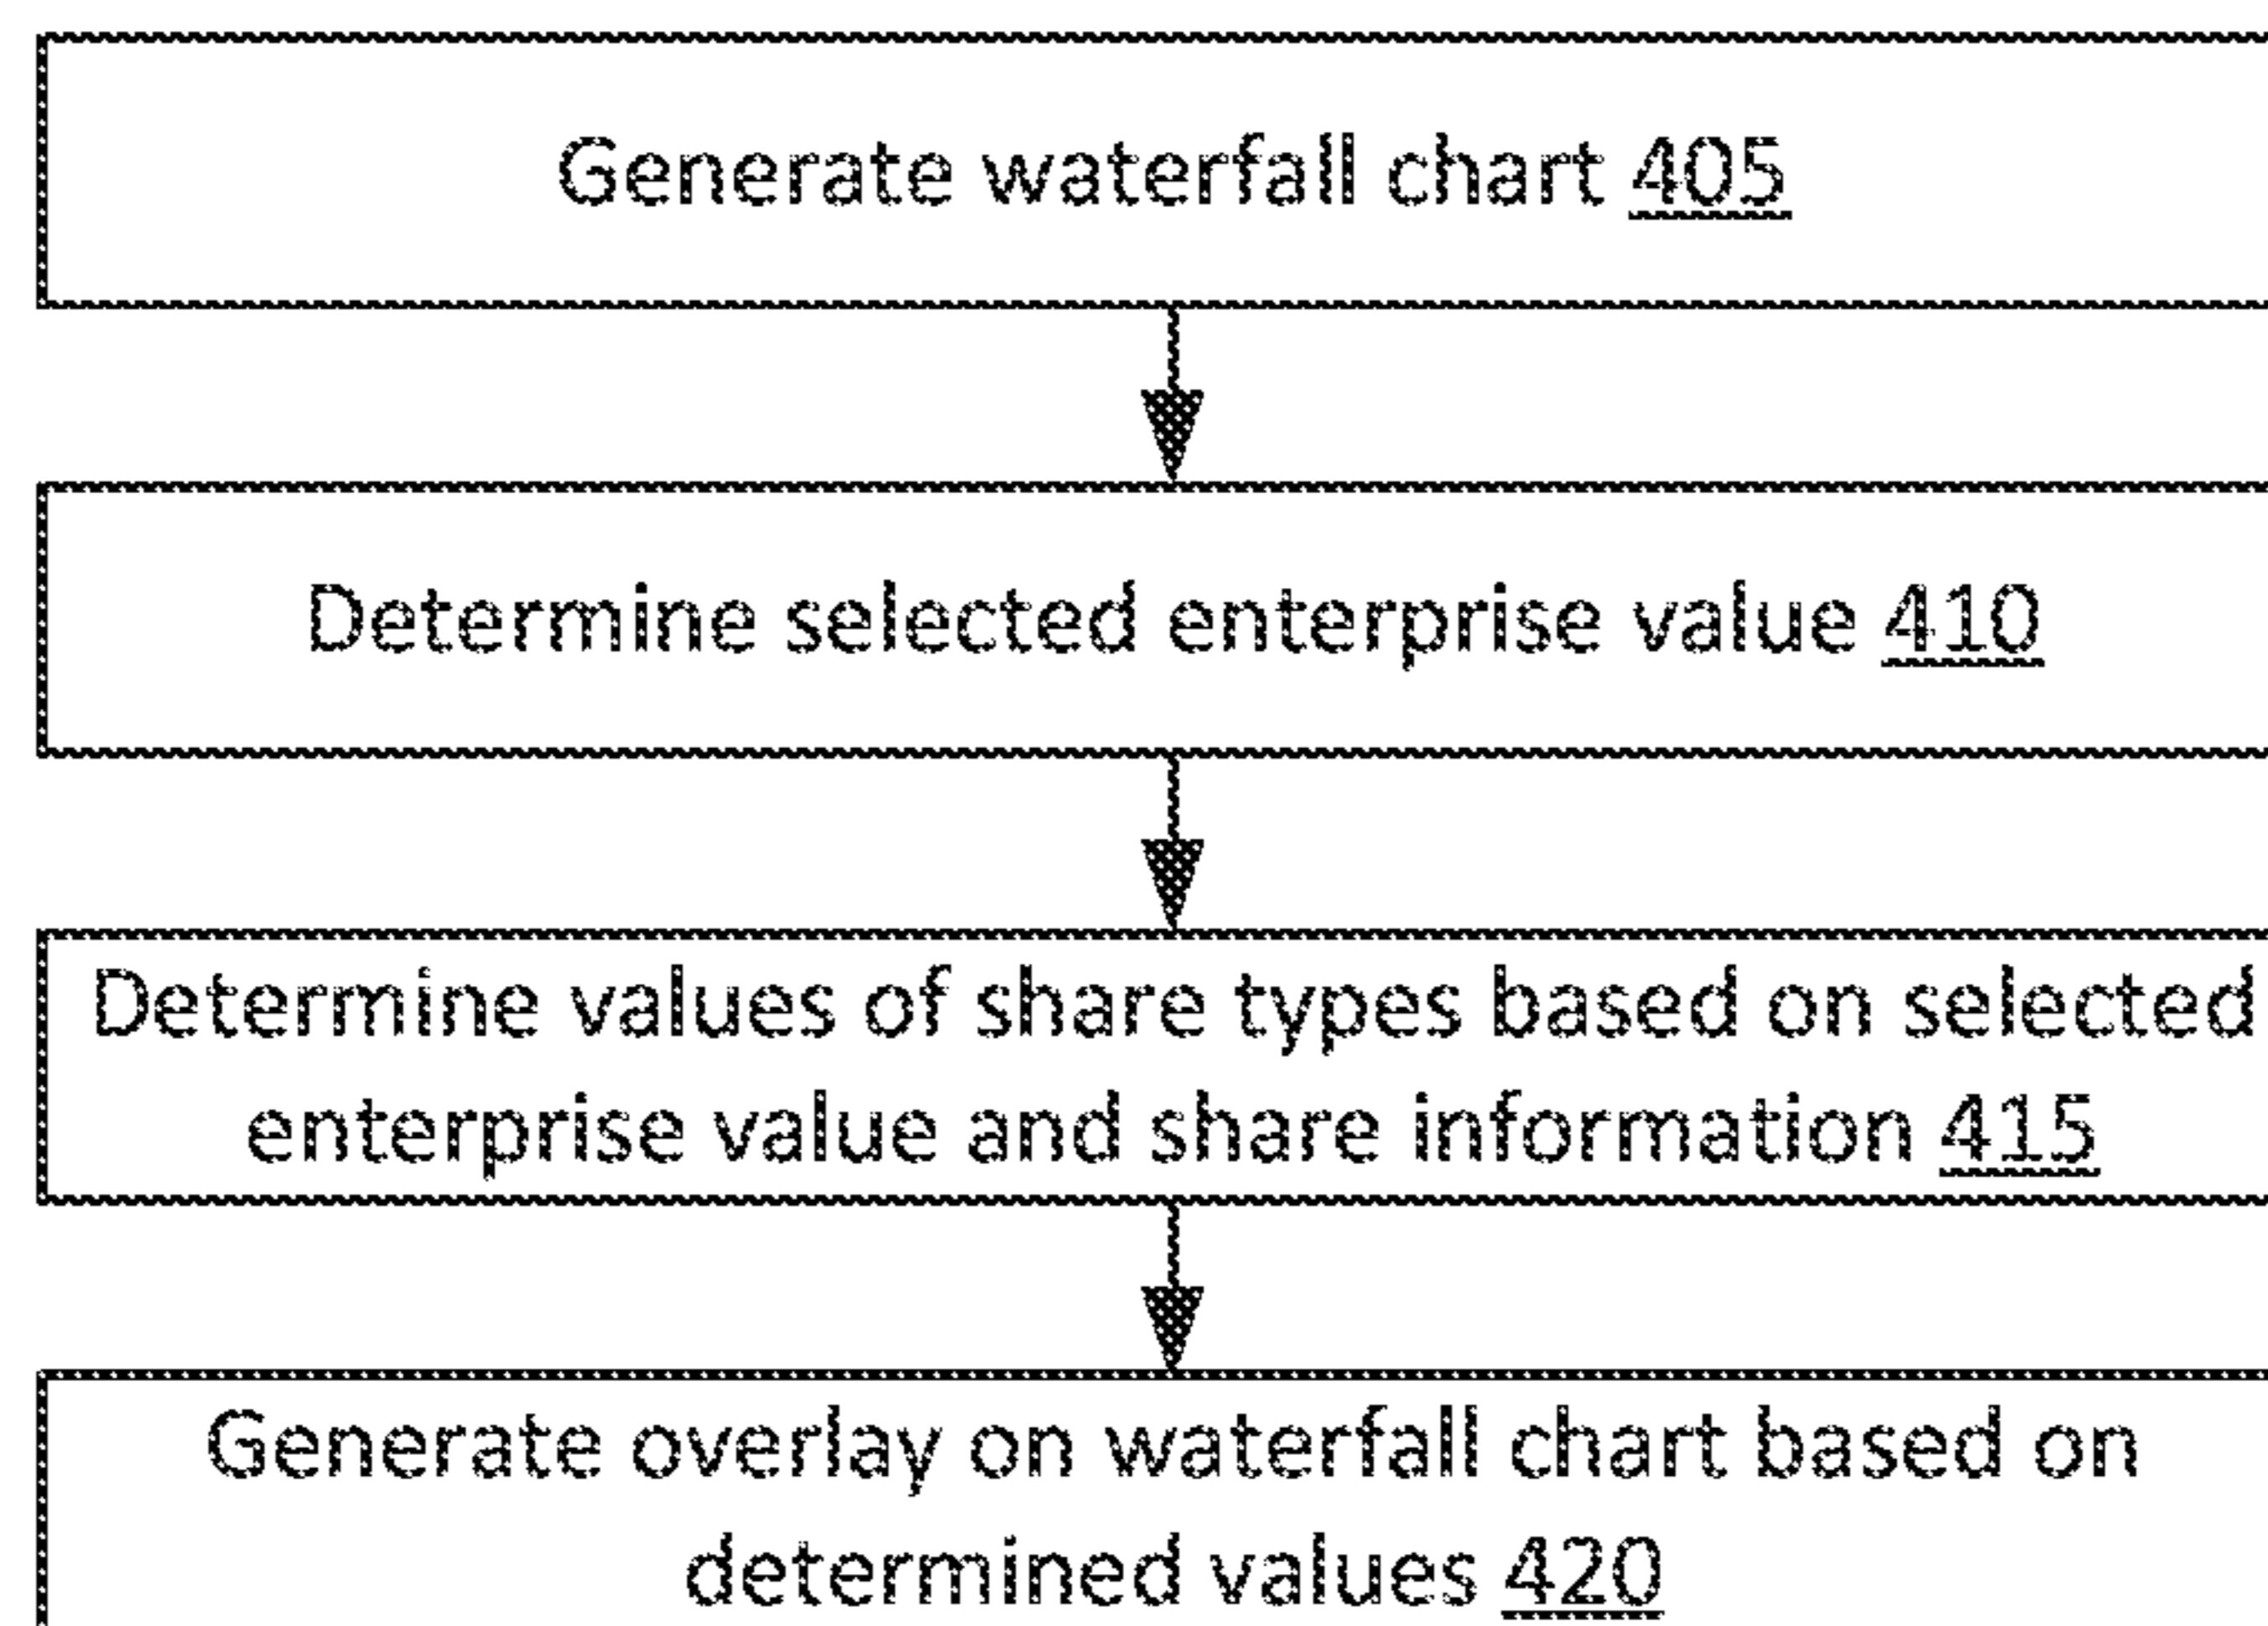 Generate waterfall chart 405
Determine selected enterprise value 410
Determine values of share types based on selected
enterprise value and share information 415
Generate overlay on waterfall chart based on
determined values 420